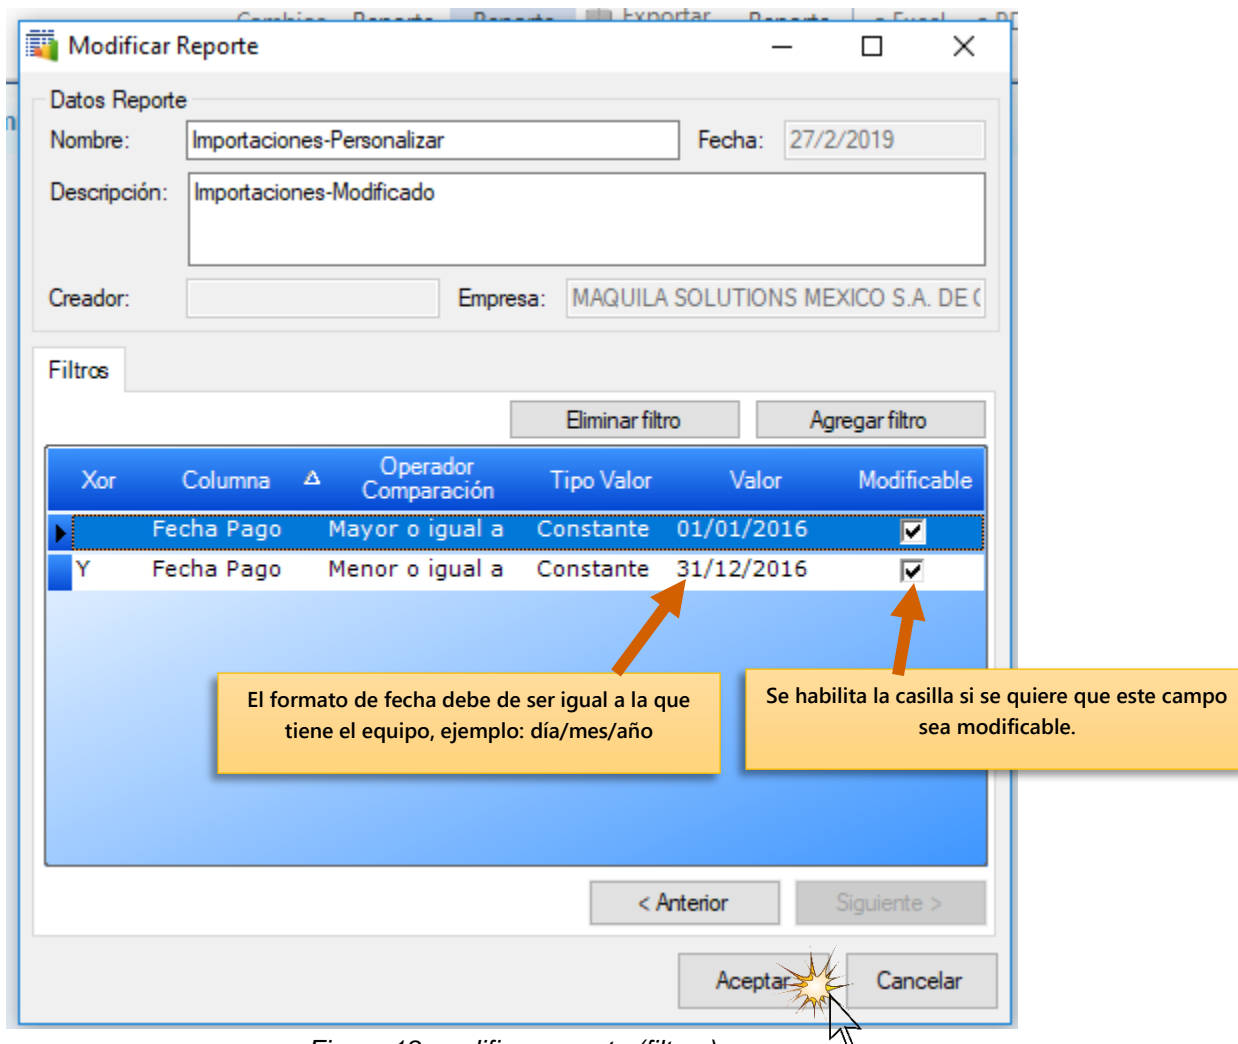 Exportar
Modificar Reporte
Datos Reporte
Nombre: Importaciones-Personalizar Fecha: 27/2/2019
Descripción: Importaciones-Modificado
Creador: Empresa: MAQUILA SOLUTIONS MEXICO S.A. DE
Filtros
Eliminar filtro Agregar filtro
Xor Columna Operador Comparación Tipo Valor Valor Modificable
Fecha Pago Mayor o igual a Constante 01/01/2016
Y Fecha Pago Menor o igual a Constante 31/12/2016
El formato de fecha debe de ser igual a la que
tiene el equipo, ejemplo: día/mes/año
Se habilita la casilla si se quiere que este campo
sea modificable.
< Anterior Siguiente >
Aceptar Cancelar